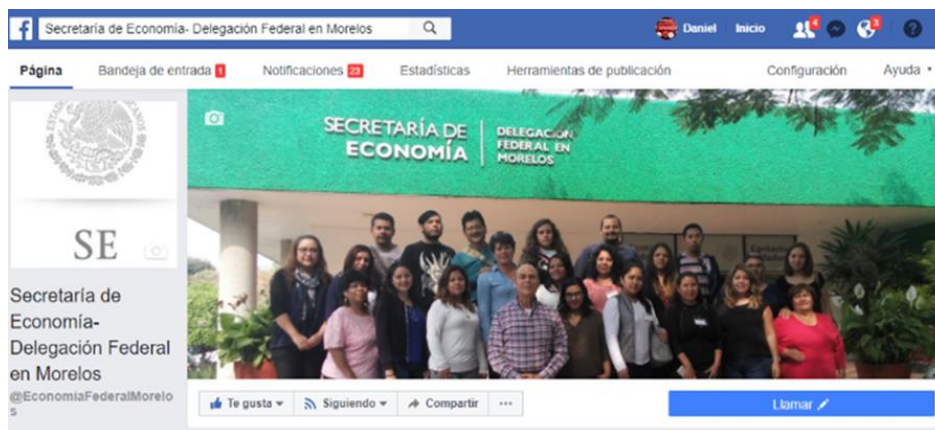 Secretaría de Economía- Delegación Federal en Morelos
Daniel Inicio 4 3
Página Bandeja de entrada 1 Notificaciones 23 Estadísticas Herramientas de publicación Configuración Ayuda
SECRETARÍA DE
ECONOMÍA
DELEGACIÓN
FEDERAL EN
MORELOS
SE
Secretaría de
Economía-
Delegación Federal
en Morelos
@EconomiaFederalMorelo
s
Te gusta Siguiendo Compartir ... Llamar